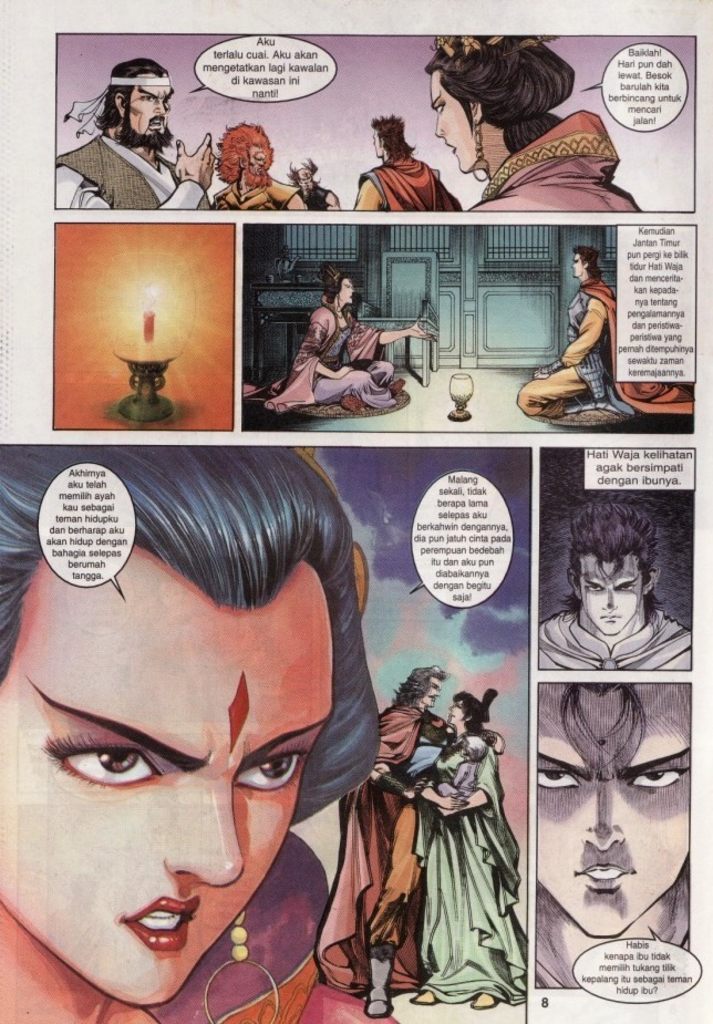 Aku
terlalu cuai. Aku akan
mengetatkan lagi kawalan
di kawasan ini
nanti!
Baiklah!
Hari pun dah
lewat. Besok
barulah kita
berbincang untuk
mencari
jalan!
Kemudian
Jantan Timur
pun pergi ke bilik
tidur Hati Waja
dan mencerita-
kan kepada-
nya tentang
pengalamannya
dan peristiwa-
peristiwa yang
pernah ditempuhinya
sewaktu zaman
keremajaannya.
Akhirnya
aku telah
memilih ayah
kau sebagai
teman hidupku
dan berharap aku
akan hidup dengan
bahagia selepas
berumah
tangga.
Malang
sekali, tidak
berapa lama
selepas aku
berkahwin dengannya,
dia pun jatuh cinta pada
perempuan bedebah
itu dan aku pun
diabaikannya
dengan begitu
saja!
Hati Waja kelihatan
agak bersimpati
dengan ibunya.
Habis
kenapa ibu tidak
memilih tukang tilik
kepalang itu sebagai teman
hidup ibu?
8